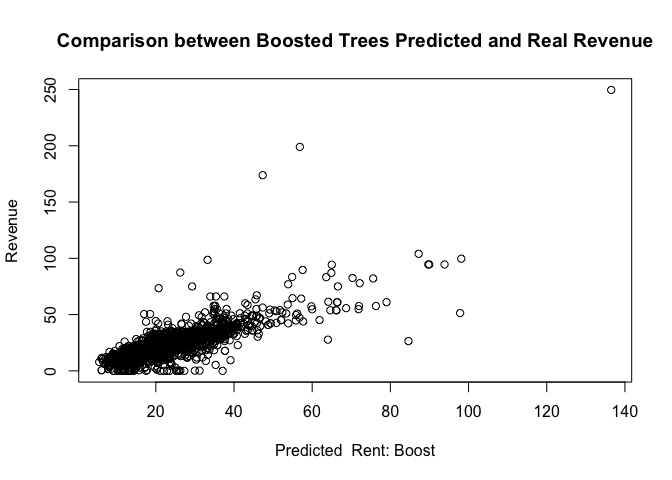 Comparison between Boosted Trees Predicted and Real Revenue
250
200
150
100
50
0
Revenue
20 40 60 80 100 120 140
Predicted  Rent: Boost